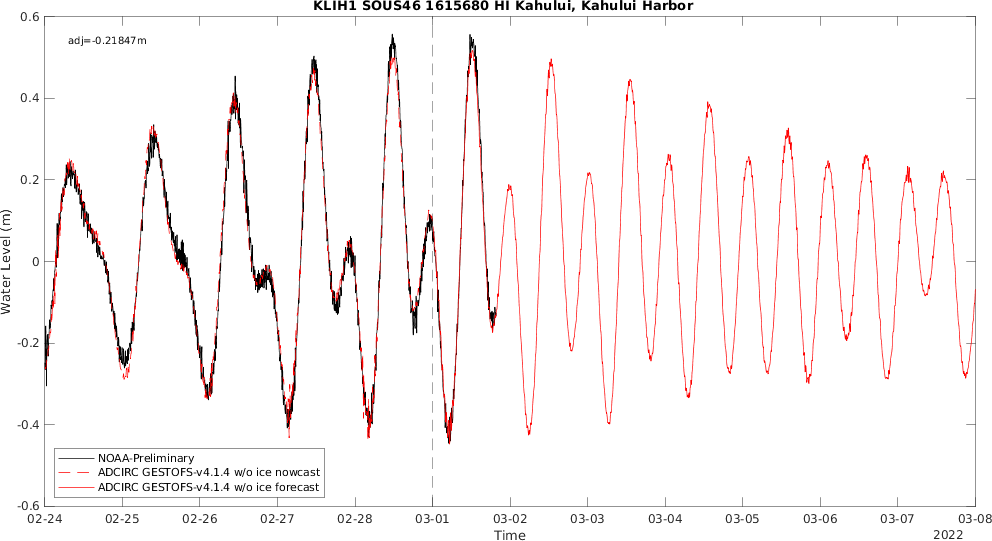 KLIH1 SOUS46 1615680 HI Kahului, Kahului Harbor
adj=-0.21847m
0.6
0.4
0.2
0
-0.2
-0.4
-0.6
Water Level (m)
NOAA-Preliminary
ADCIRC GESTOFS-v4.1.4 w/o ice nowcast
ADCIRC GESTOFS-v4.1.4 w/o ice forecast
02-24 02-25 02-26 02-27 02-28 03-01 03-02 03-03 03-04 03-05 03-06 03-07 03-08
Time
2022